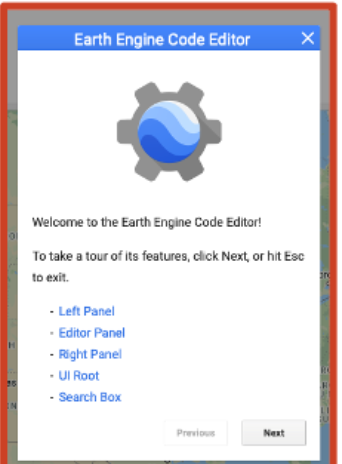 Earth Engine Code Editor
Welcome to the Earth Engine Code Editor!
To take a tour of its features, click Next, or hit Esc
to exit.
- Left Panel
- Editor Panel
- Right Panel
- UI Root
- Search Box
Previous
Next